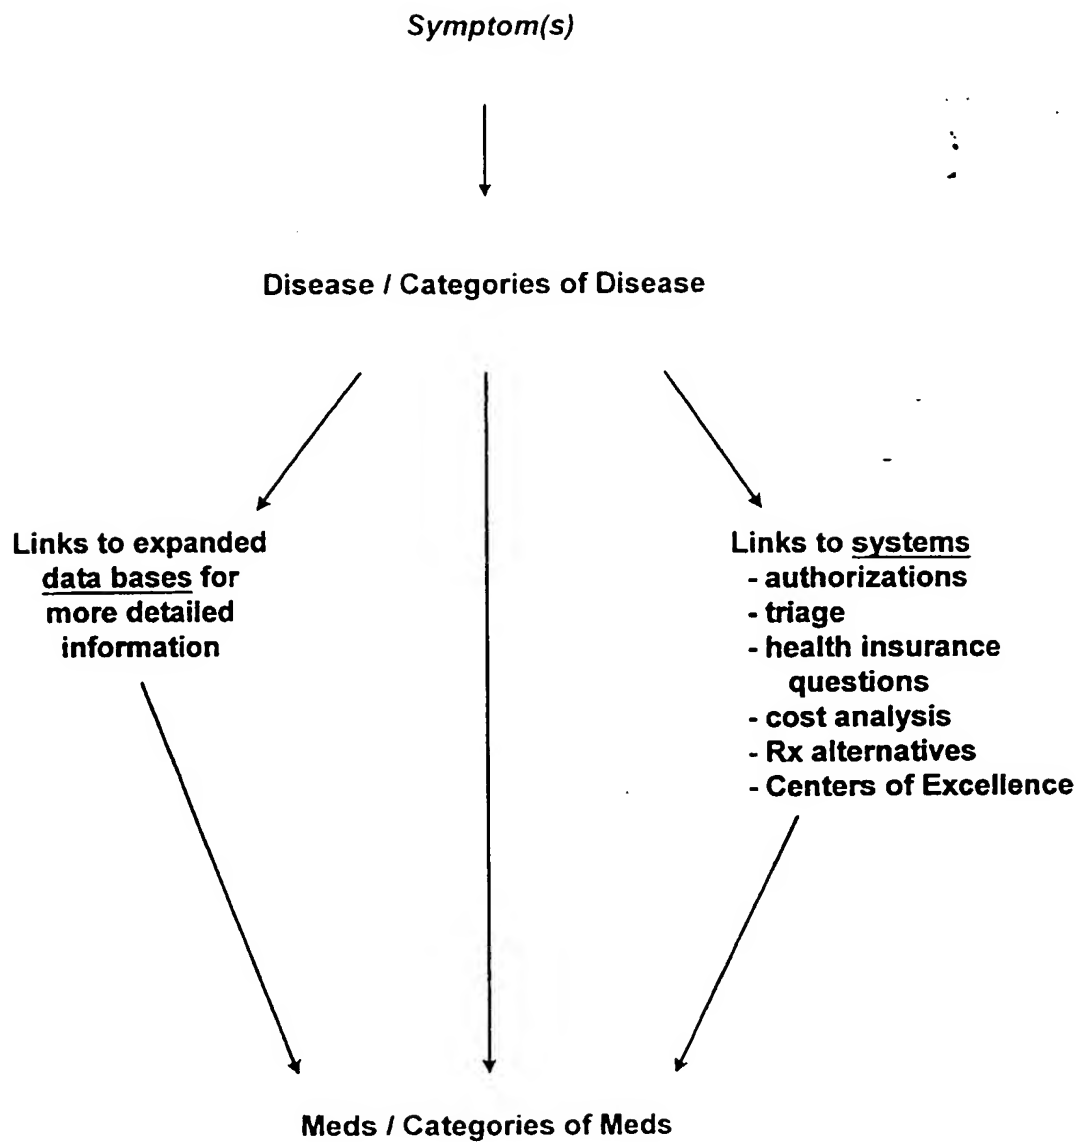 Symptom(s)
Disease / Categories of Disease
Links to expanded
data bases for
more detailed
information
Links to systems
- authorizations
- triage
- health insurance
questions
- cost analysis
- Rx alternatives
- Centers of Excellence
Meds / Categories of Meds